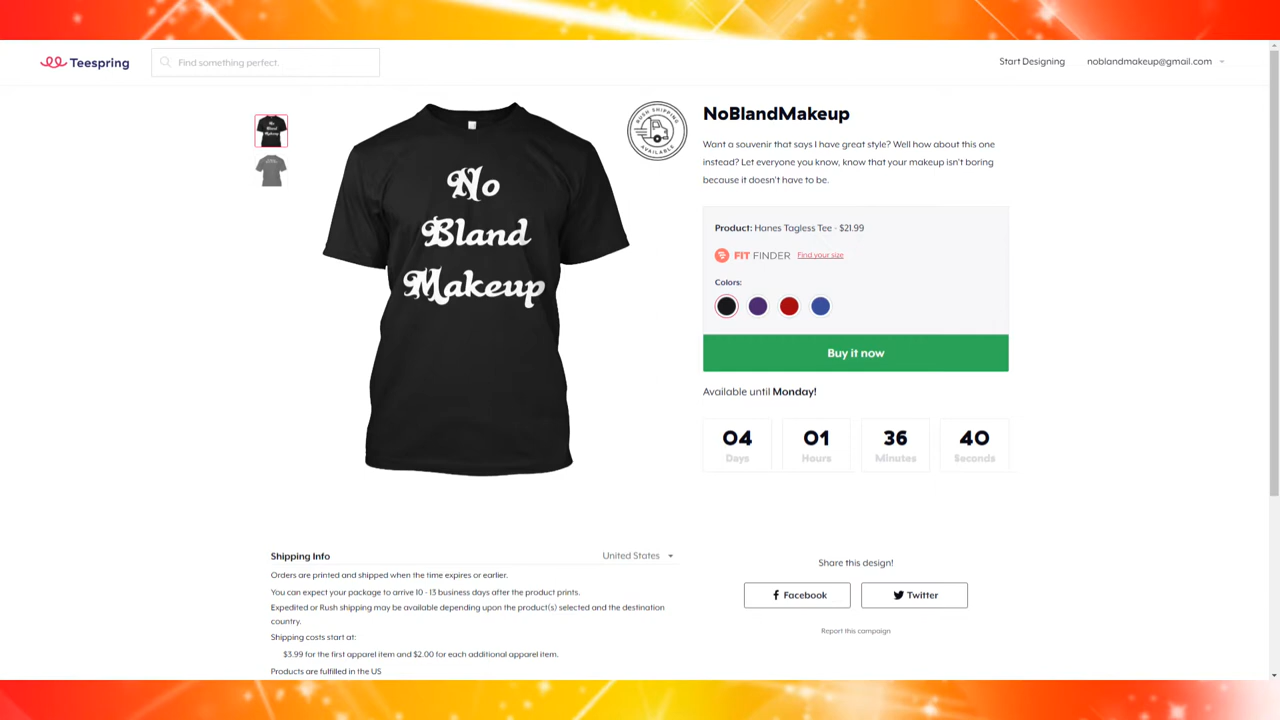 Teespring
Find something perfect.
Start Designing
noblandmakeup@gmail.com
RUSH SHIPPING
AVAILABLE
No
Bland
Makeup
NoBlandMakeup
Want a souvenir that says I have great style? Well how about this one
instead? Let everyone you know, know that your makeup isn't boring
because it doesn't have to be.
Product: Hanes Tagless Tee - $21.99
FIT FINDER Find your size
Colors:
Buy it now
Available until Monday!
04 01 36 40
Days Hours Minutes Seconds
Shipping Info
United States
Orders are printed and shipped when the time expires or earlier.
You can expect your package to arrive 10 - 13 business days after the product prints.
Expedited or Rush shipping may be available depending upon the product(s) selected and the destination
country.
Shipping costs start at:
$3.99 for the first apparel item and $2.00 for each additional apparel item.
Products are fulfilled in the US
Share this design!
Facebook
Twitter
Report this campaign